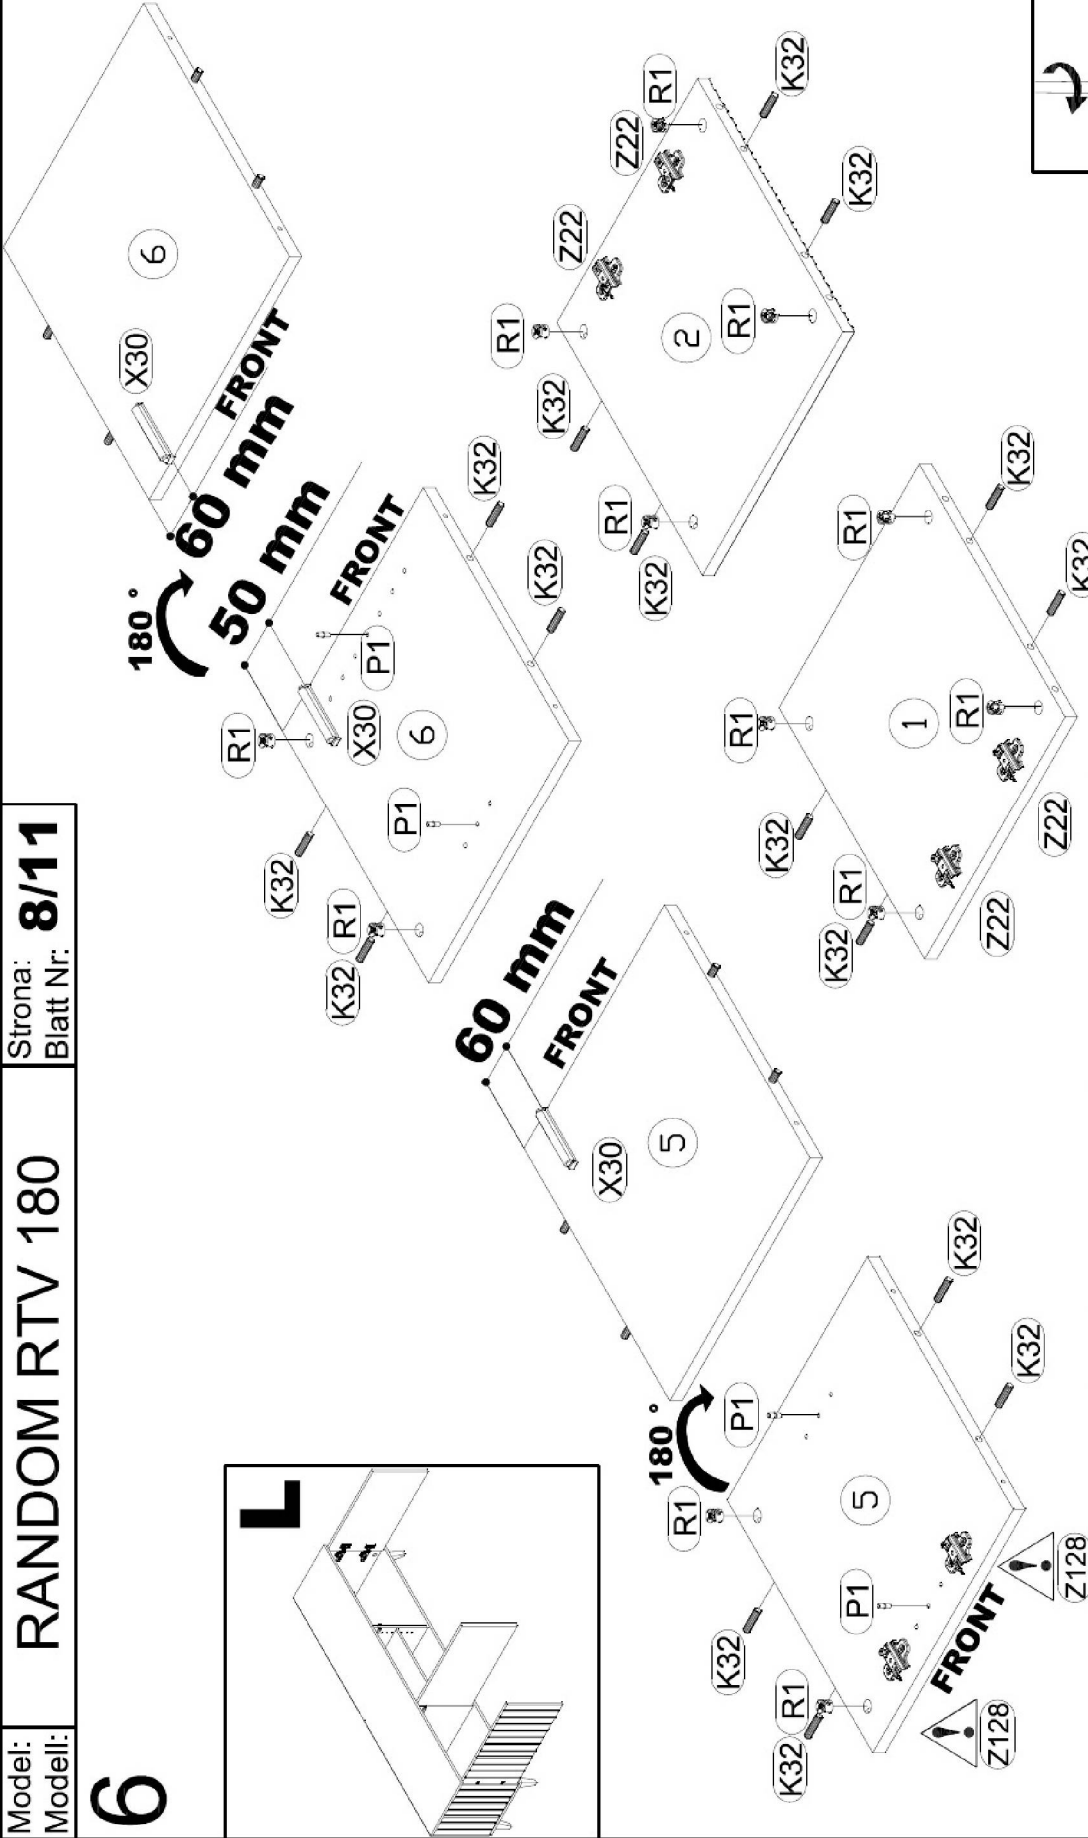 Model:
Modell:
RANDOM RTV 180
Strona:
Blatt Nr: 8/11
6
L
X30
6
FRONT
60 mm
180°
50 mm
R1
K32
R1
K32
P1
X30
P1
6
FRONT
K32
K32
60 mm
FRONT
X30
5
180°
R1
P1
K32
P1
R1
K32
5
K32
K32
FRONT
Z128
Z128
R1
K32
R1
K32
1
R1
R1
K32
K32
Z22
Z22
R1
Z22
Z22
R1
K32
R1
K32
2
R1
K32
K32